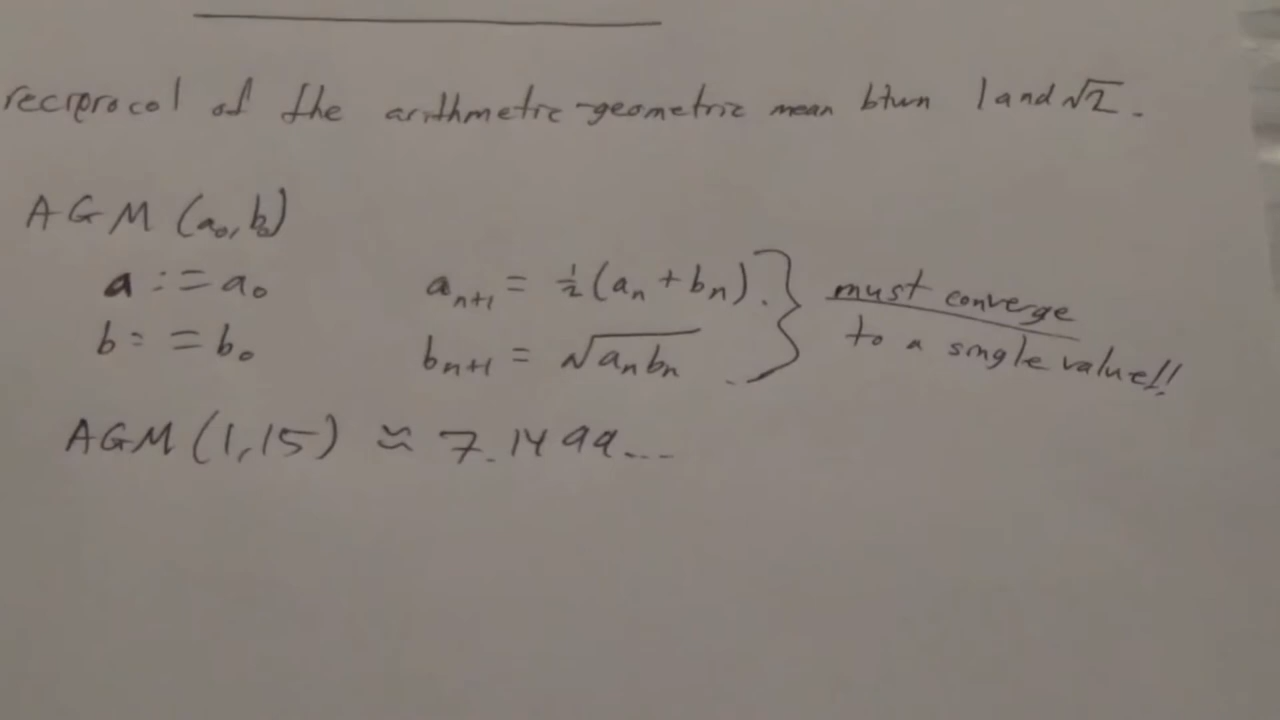 reciprocol of the arithmetic-geometric mean btwn 1 and √2.
AGM (a₀, b₀)
a := a₀ aₙ₊₁ = ½(aₙ + bₙ). } must converge
b := b₀ bₙ₊₁ = √aₙbₙ . to a single value!!
AGM (1,15) ≈ 7.1499...